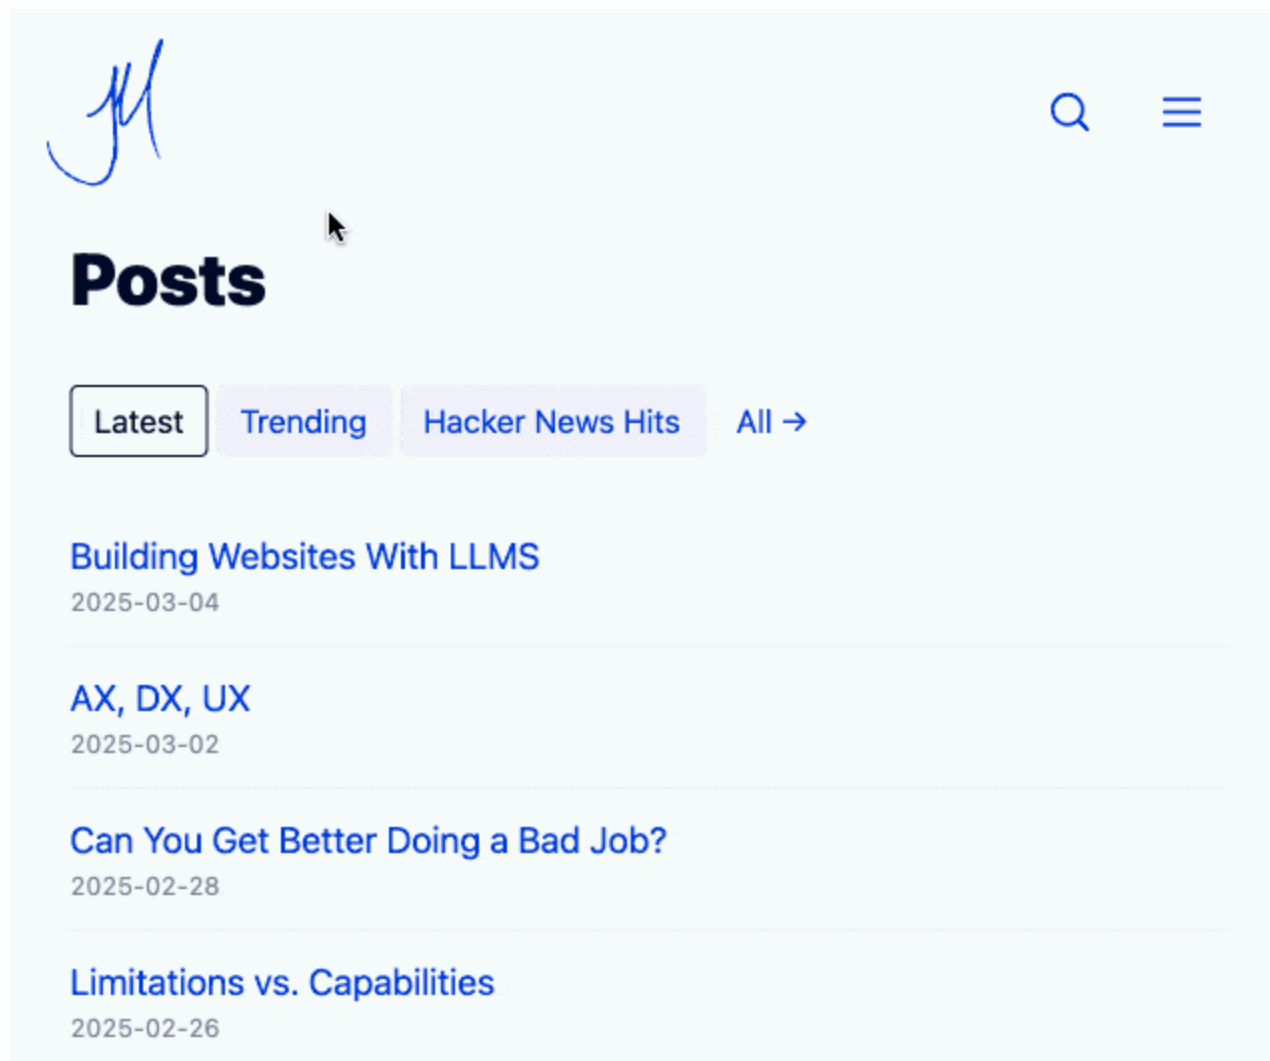 JM
Posts
Latest Trending Hacker News Hits All →
Building Websites With LLMS
2025-03-04
AX, DX, UX
2025-03-02
Can You Get Better Doing a Bad Job?
2025-02-28
Limitations vs. Capabilities
2025-02-26